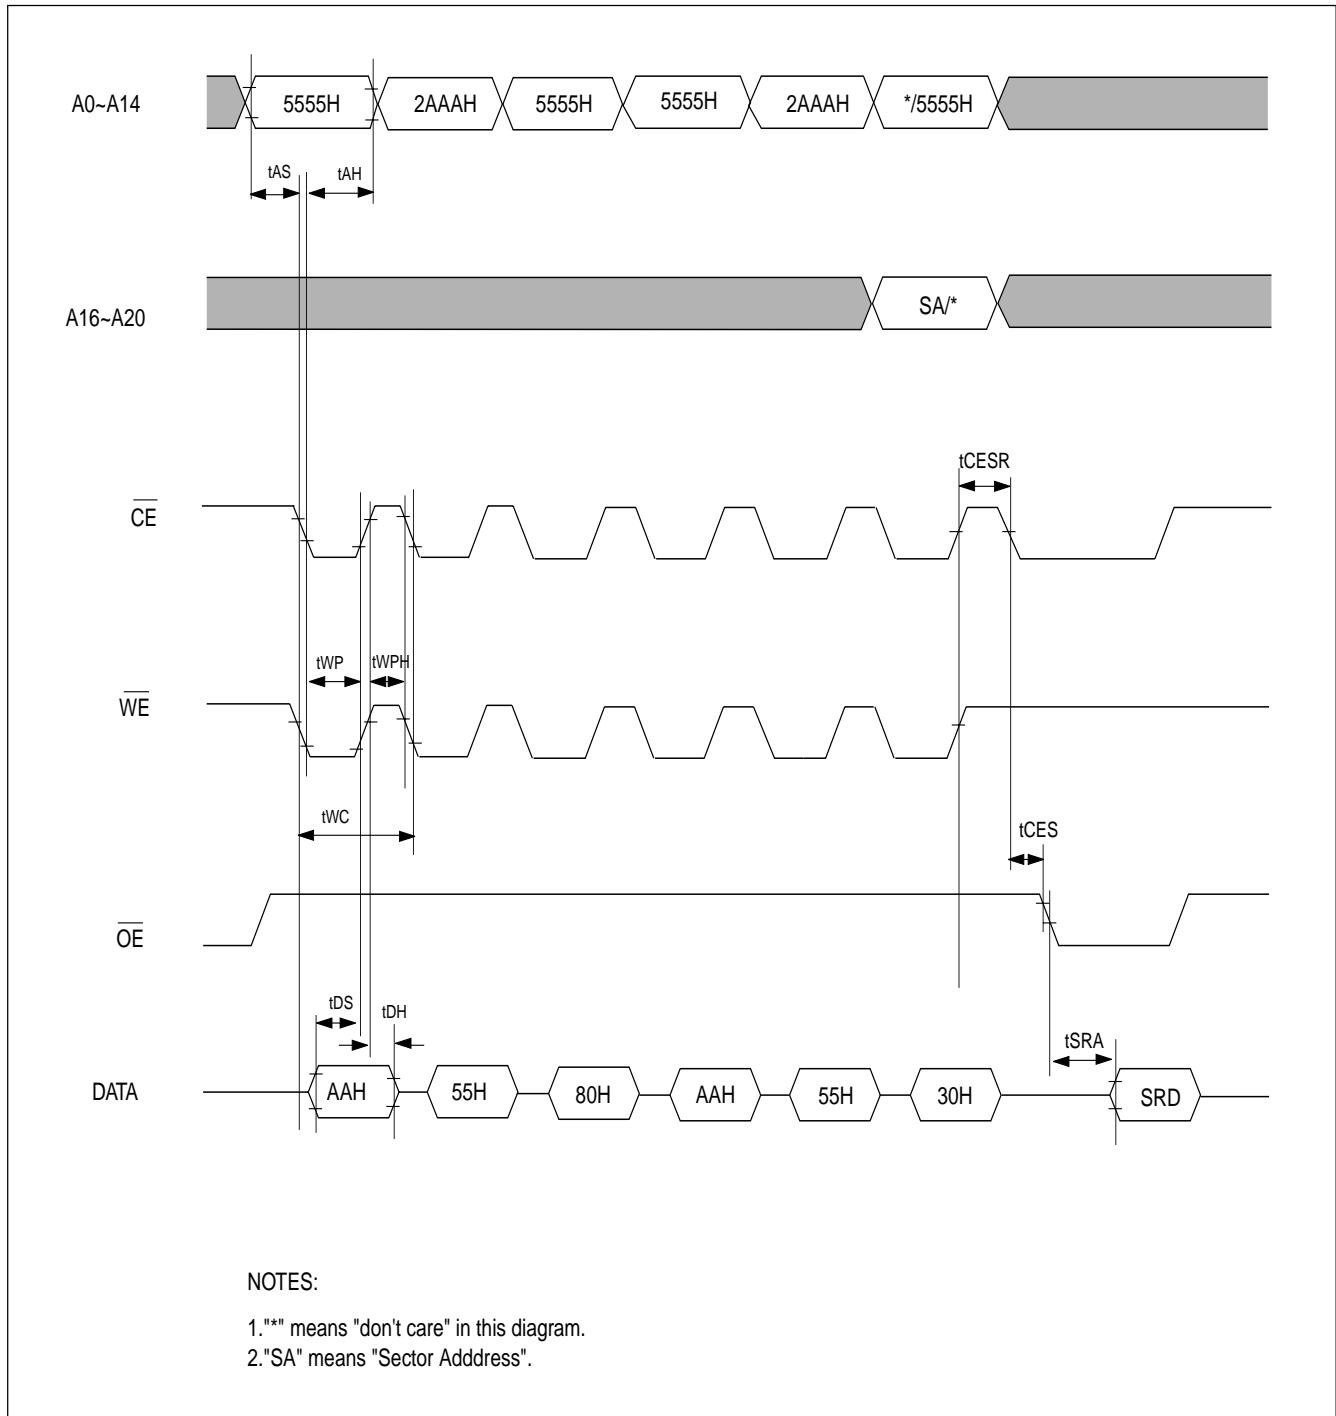 A0~A14 5555H 2AAAH 5555H 5555H 2AAAH */5555H
tAS tAH
A16~A20 SA/*
tCESR
CE
tWP tWPH
WE
tWC
tCES
OE
tDS
tDH
tSRA
DATA AAH 55H 80H AAH 55H 30H SRD
NOTES:
1."*" means "don't care" in this diagram.
2."SA" means "Sector Adddress".